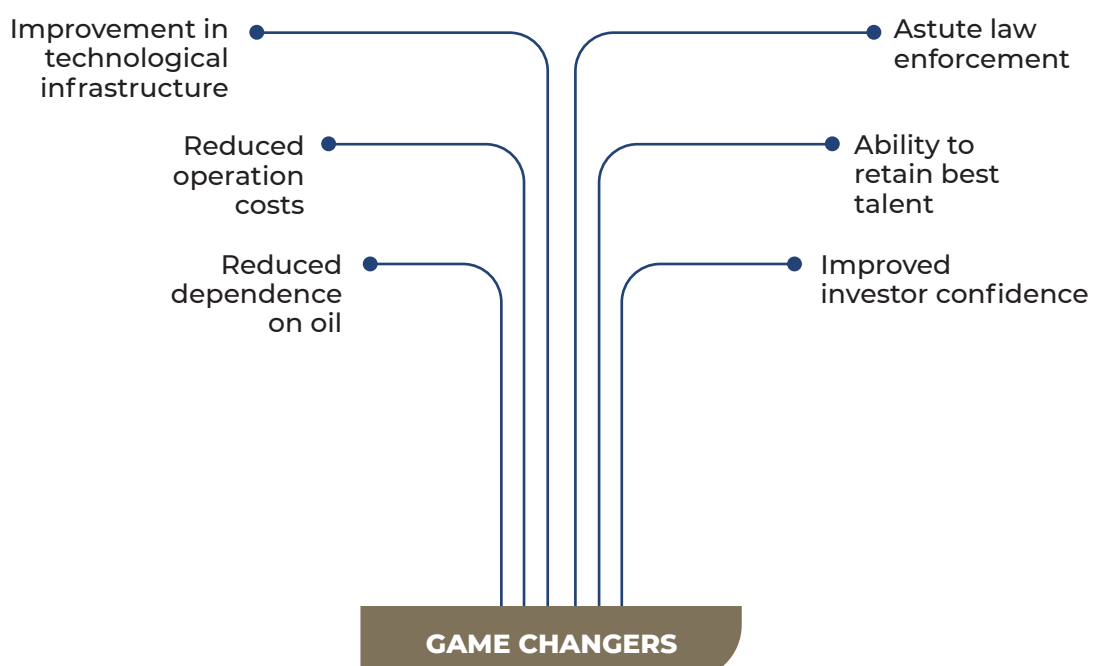 Improvement in
technological
infrastructure
Reduced
operation
costs
Reduced
dependence
on oil
Astute law
enforcement
Ability to
retain best
talent
Improved
investor confidence
GAME CHANGERS